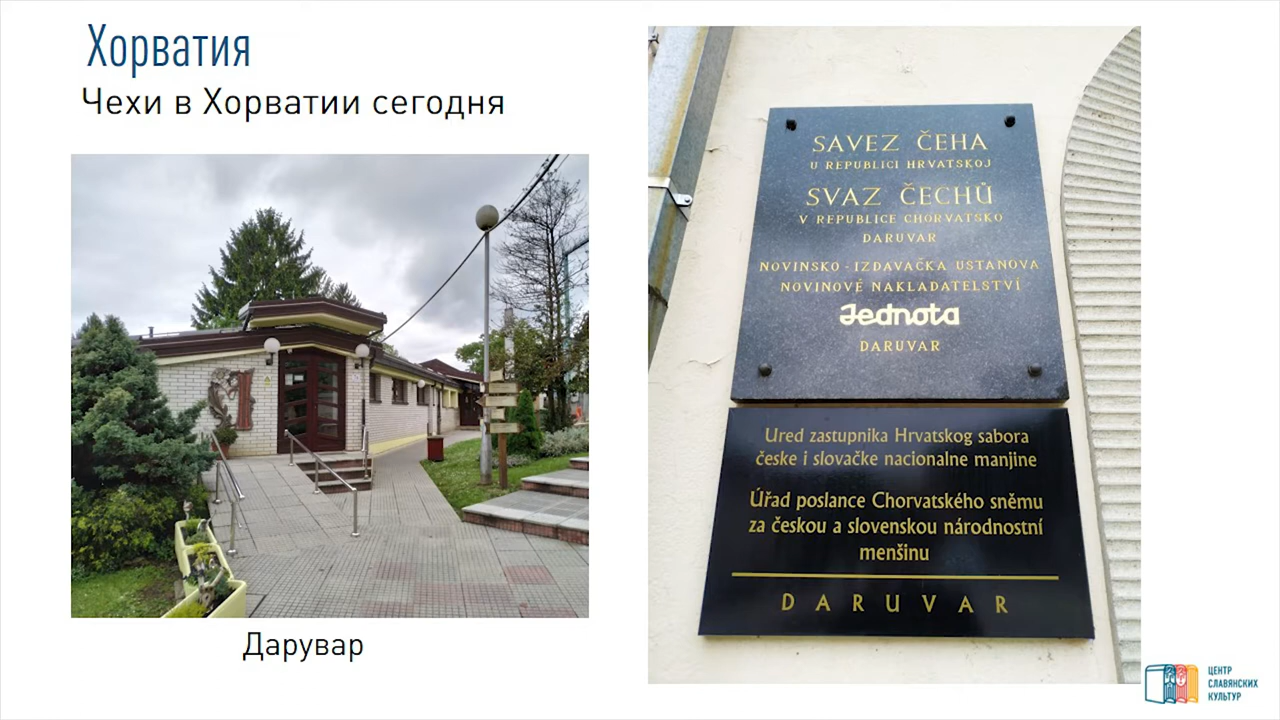 Хорватия
Чехи в Хорватии сегодня
Дарувар
SAVEZ ČEHA
U REPUBLICI HRVATSKOJ
SVAZ ČECHŮ
V REPUBLICE CHORVATSKO
DARUVAR
NOVINSKO - IZDAVAČKA USTANOVA
NOVINOVÉ NAKLADATELSTVÍ
Jednota
DARUVAR
Ured zastupnika Hrvatskog sabora
češke i slovačke nacionalne manjine
Úřad poslance Chorvatského sněmu
za českou a slovenskou národnostní
menšinu
DARUVAR
ЦЕНТР
СЛАВЯНСКИХ
КУЛЬТУР